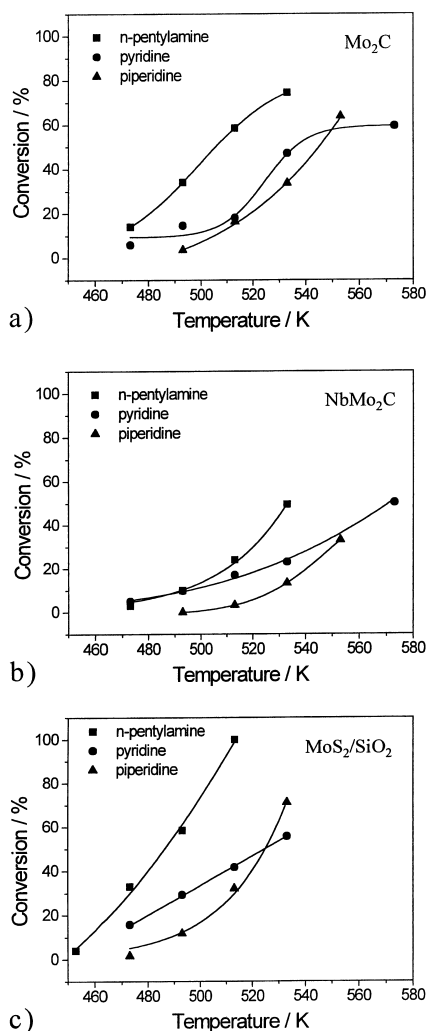 100
80
60
40
20
0
Conversion / %
n-pentylamine
pyridine
piperidine
Mo₂C
460 480 500 520 540 560 580
Temperature / K
a)
100
80
60
40
20
0
Conversion / %
n-pentylamine
pyridine
piperidine
NbMo₂C
460 480 500 520 540 560 580
Temperature / K
b)
100
80
60
40
20
0
Conversion / %
n-pentylamine
pyridine
piperidine
MoS₂/SiO₂
460 480 500 520 540 560 580
Temperature / K
c)